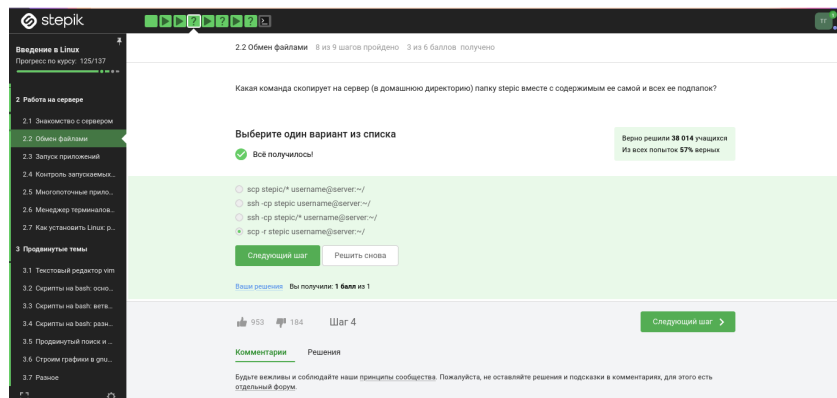 stepik
ТГ
Введение в Linux
Прогресс по курсу: 125/137
2 Работа на сервере
2.1 Знакомство с сервером
2.2 Обмен файлами
2.3 Запуск приложений
2.4 Контроль запускаемых...
2.5 Многопоточные прило...
2.6 Менеджер терминалов...
2.7 Как установить Linux: р...
3 Продвинутые темы
3.1 Текстовый редактор vim
3.2 Скрипты на bash: осно...
3.3 Скрипты на bash: ветв...
3.4 Скрипты на bash: разн...
3.5 Продвинутый поиск и ...
3.6 Строим графики в gnu...
3.7 Разное
2.2 Обмен файлами 8 из 9 шагов пройдено 3 из 6 баллов получено
Какая команда скопирует на сервер (в домашнюю директорию) папку stepic вместе с содержимым ее самой и всех ее подпапок?
Выберите один вариант из списка
Всё получилось!
Верно решили 38 014 учащихся
Из всех попыток 57% верных
scp stepic/* username@server:~/
ssh -cp stepic username@server:~/
ssh -cp stepic/* username@server:~/
scp -r stepic username@server:~/
Следующий шаг Решить снова
Ваши решения Вы получили: 1 балл из 1
953 184 Шаг 4 Следующий шаг
Комментарии Решения
Будьте вежливы и соблюдайте наши принципы сообщества. Пожалуйста, не оставляйте решения и подсказки в комментариях, для этого есть
отдельный форум.